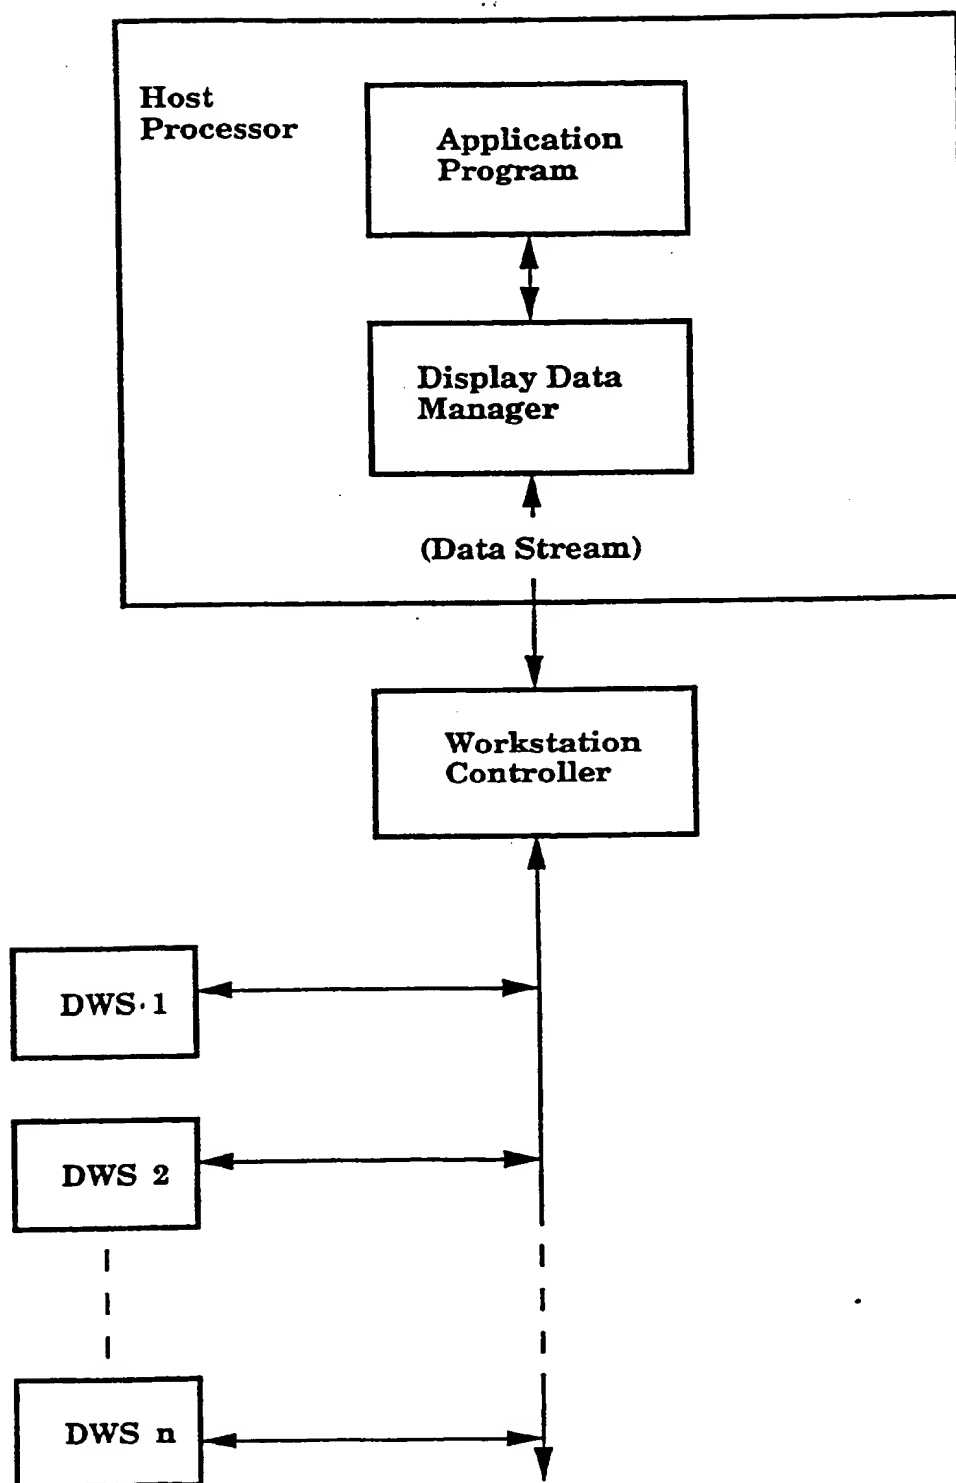 Host
Processor
Application
Program
Display Data
Manager
(Data Stream)
Workstation
Controller
DWS 1
DWS 2
DWS n